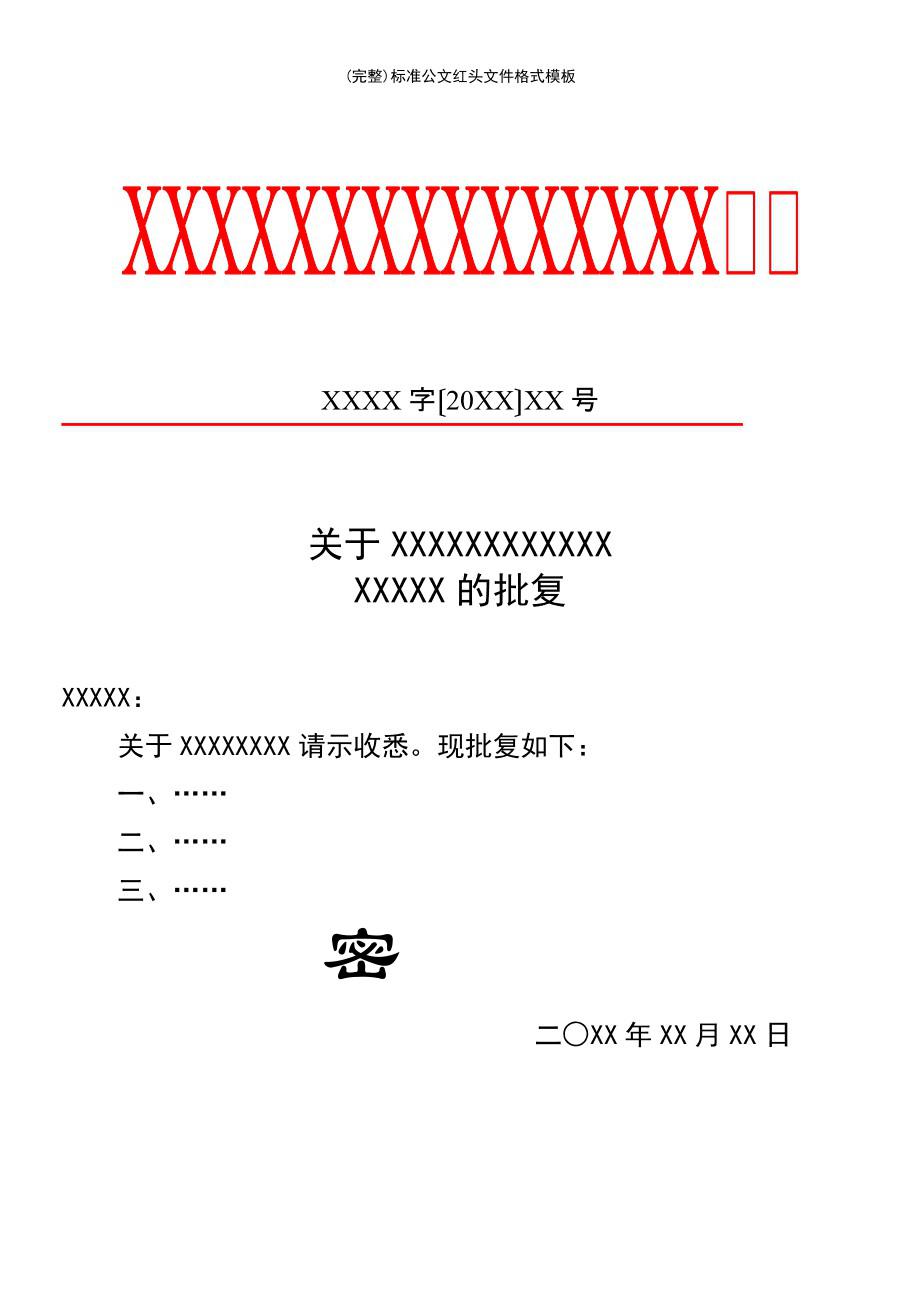 (完整)标准公文红头文件格式模板
XXXXXXXXXXXXXXX
XXXX 字[20XX]XX 号
关于 XXXXXXXXXXXX
XXXXX 的批复
XXXXX：
关于 XXXXXXXX 请示收悉。现批复如下：
一、……
二、……
三、……
密
二〇XX 年 XX 月 XX 日